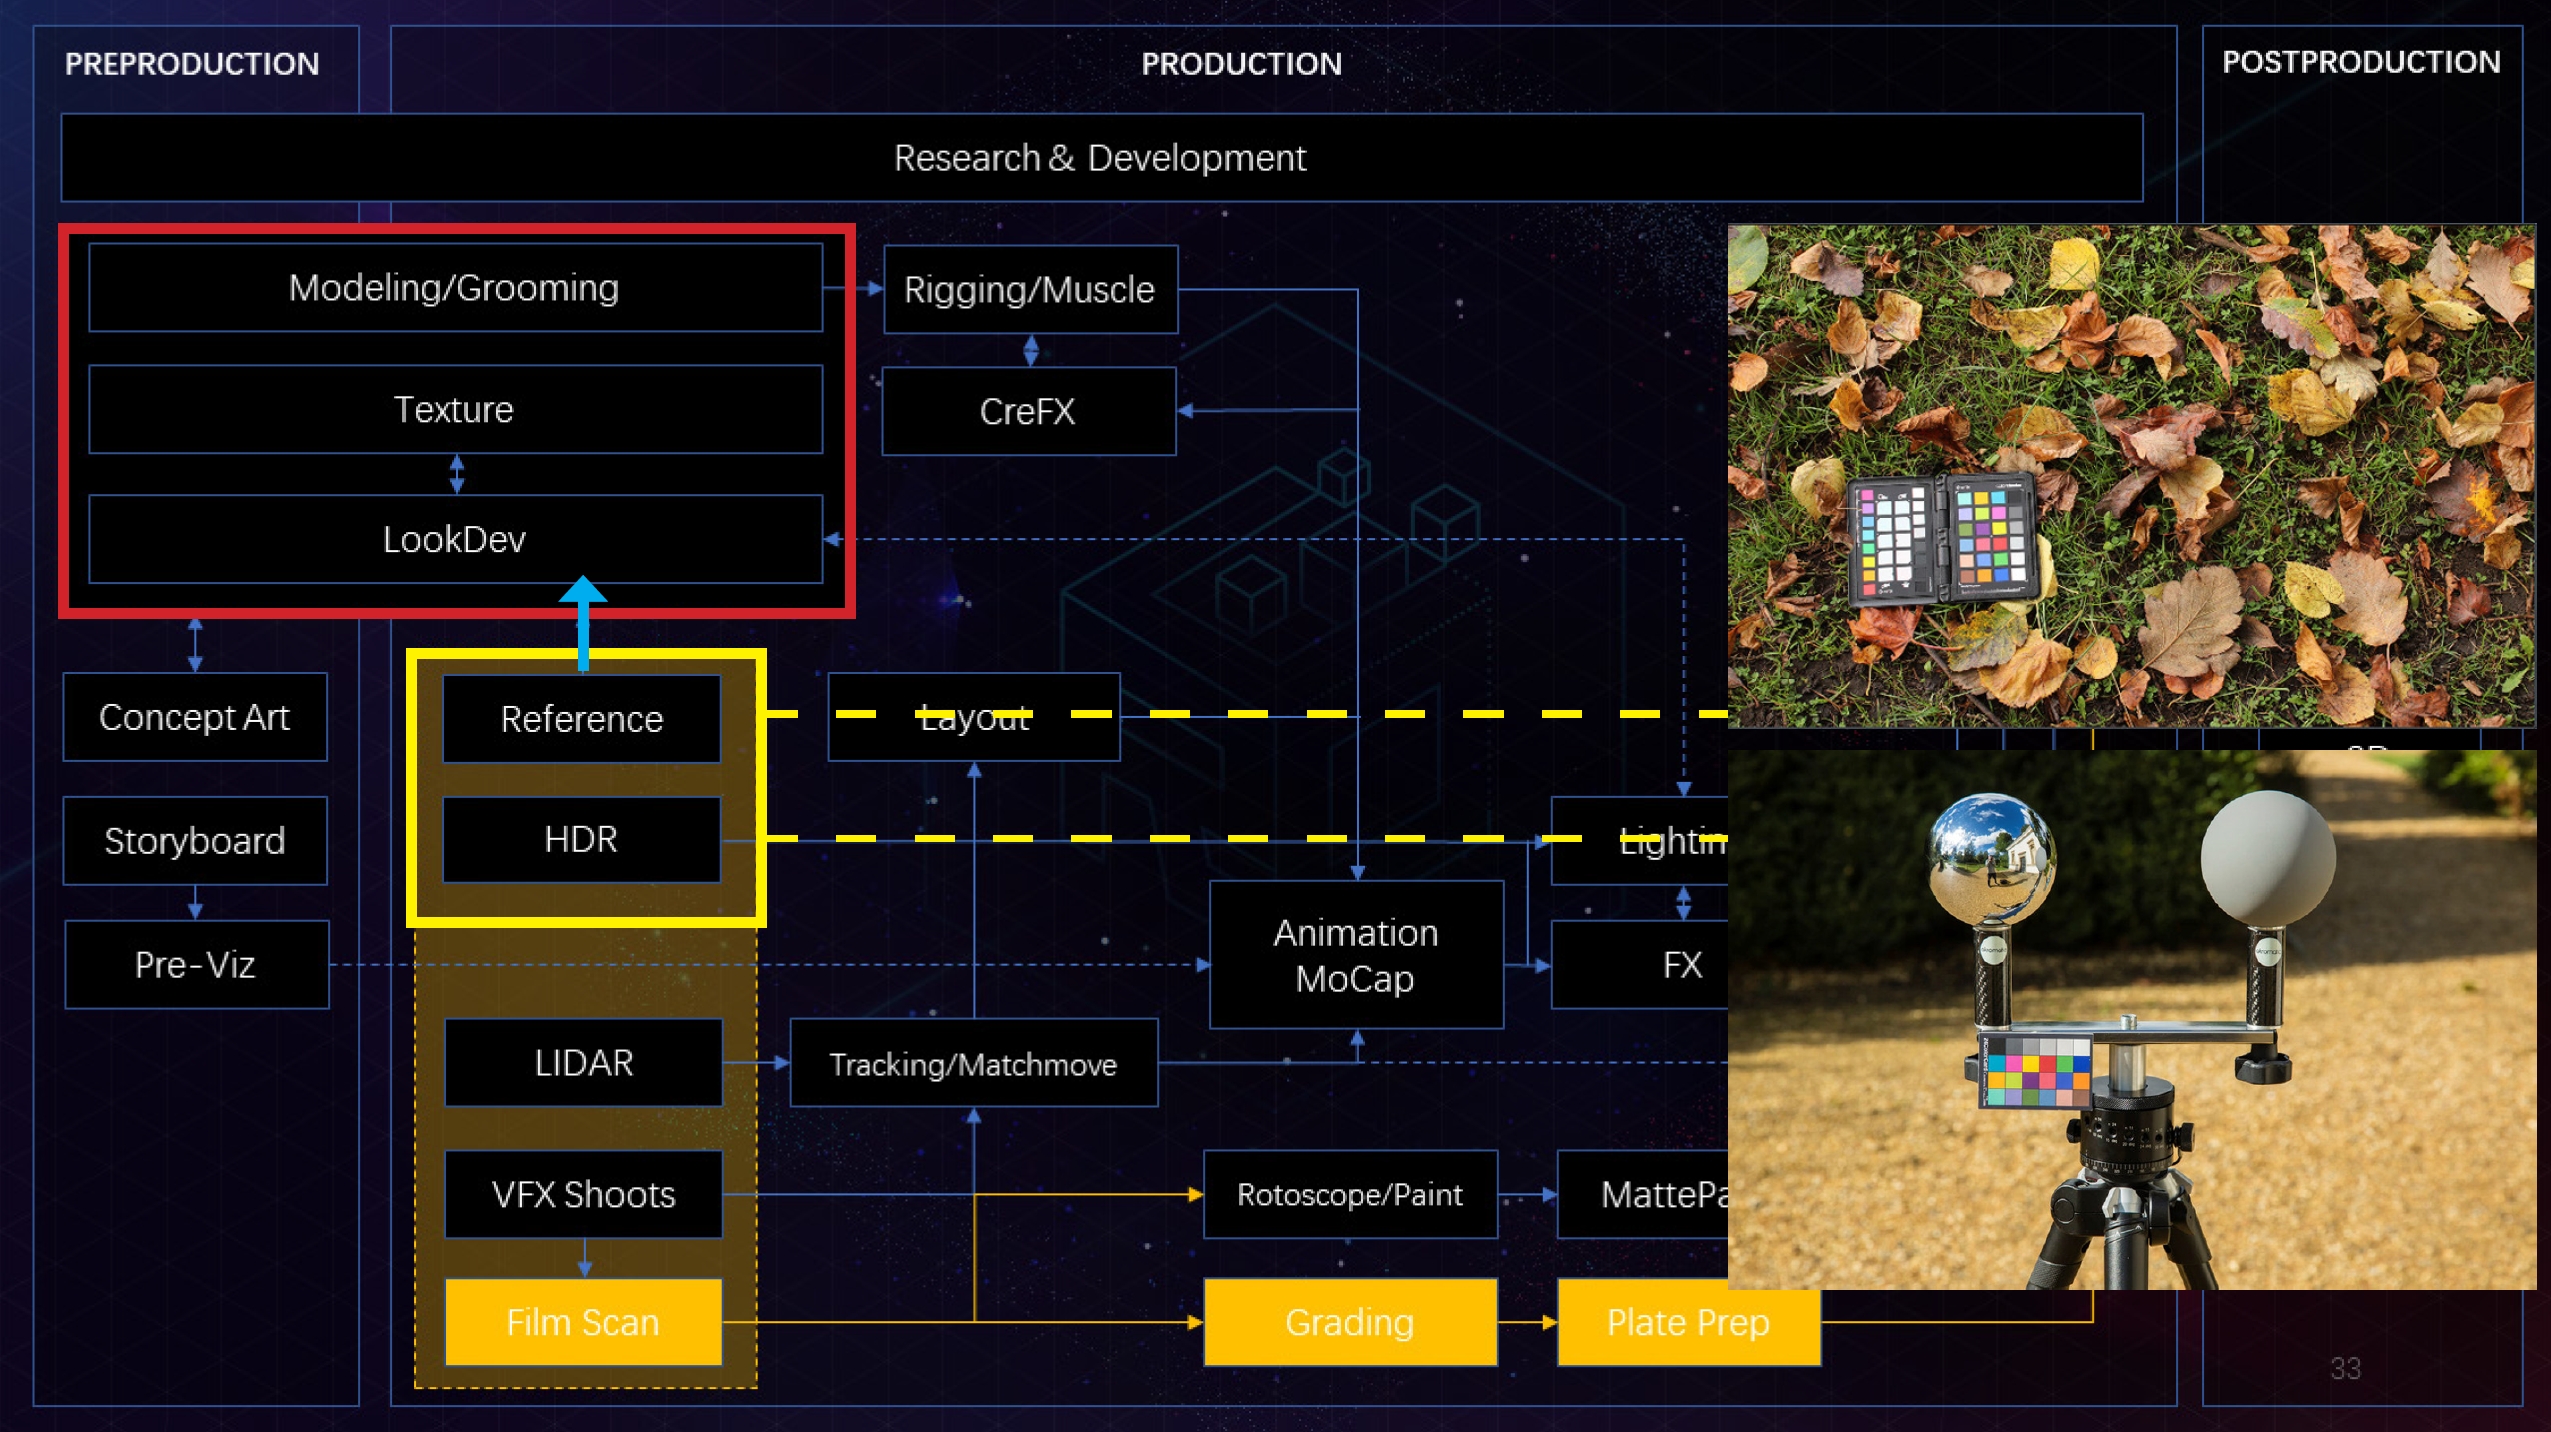 PREPRODUCTION
PRODUCTION
POSTPRODUCTION
Research & Development
Modeling/Grooming
Rigging/Muscle
Texture
CreFX
LookDev
Concept Art
Reference
Layout
Storyboard
HDR
Lightin
Animation
MoCap
Pre-Viz
FX
LIDAR
Tracking/Matchmove
VFX Shoots
Rotoscope/Paint
MattePa
Film Scan
Grading
Plate Prep
33